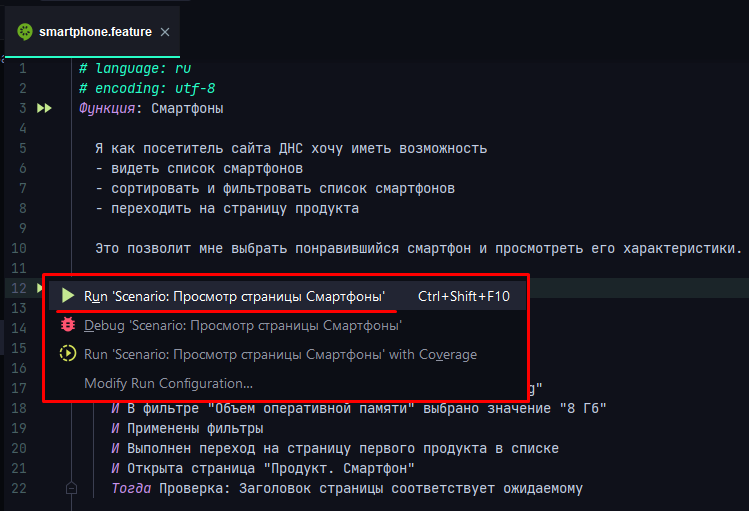 smartphone.feature
1 # language: ru
2 # encoding: utf-8
3 Функция: Смартфоны
4
5 Я как посетитель сайта ДНС хочу иметь возможность
6 - видеть список смартфонов
7 - сортировать и фильтровать список смартфонов
8 - переходить на страницу продукта
9
10 Это позволит мне выбрать понравившийся смартфон и просмотреть его характеристики.
11
12 Run 'Scenario: Просмотр страницы Смартфоны' Ctrl+Shift+F10
13
14 Debug 'Scenario: Просмотр страницы Смартфоны'
15 Run 'Scenario: Просмотр страницы Смартфоны' with Coverage
Modify Run Configuration...
17 g"
18 И В фильтре "Объем оперативной памяти" выбрано значение "8 Гб"
19 И Применены фильтры
20 И Выполнен переход на страницу первого продукта в списке
21 И Открыта страница "Продукт. Смартфон"
22 Тогда Проверка: Заголовок страницы соответствует ожидаемому